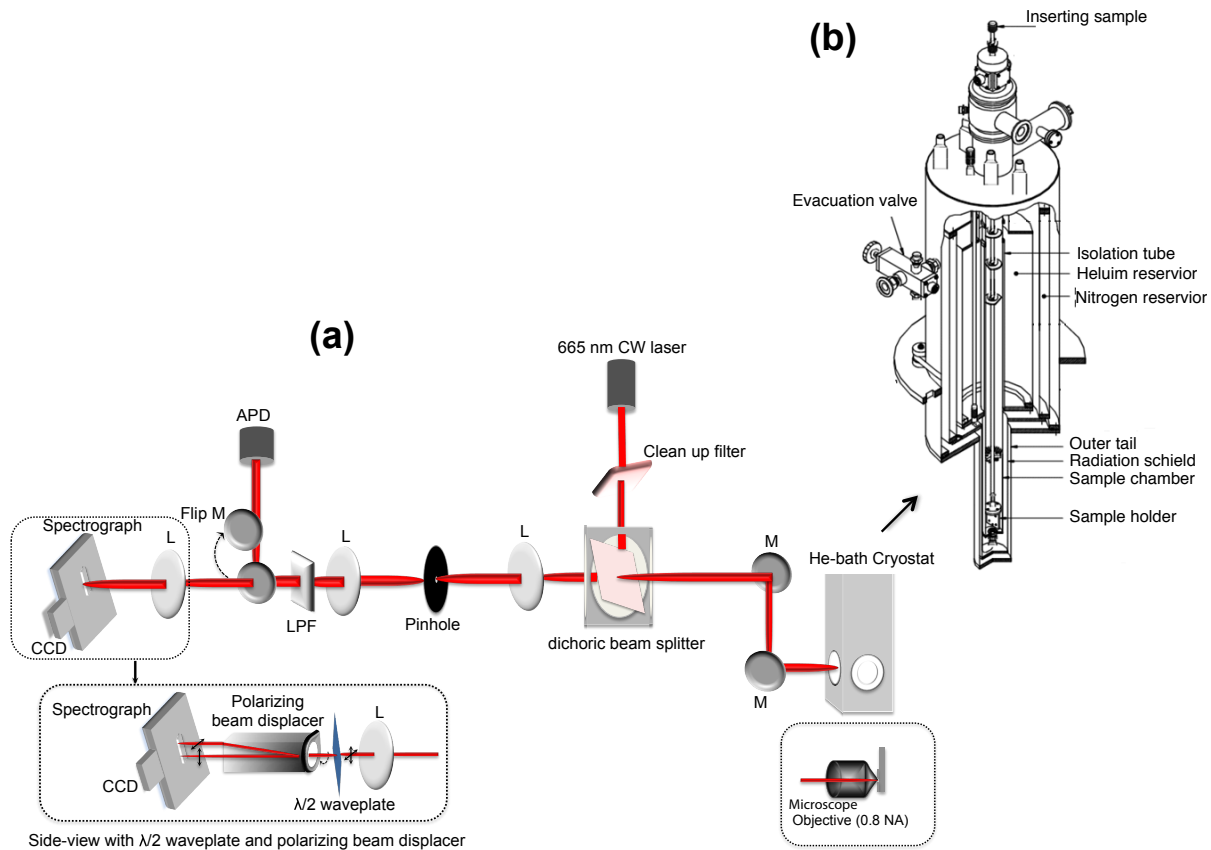 (b)
Inserting sample
Evacuation valve
Isolation tube
Heluim reservior
Nitrogen reservior
Outer tail
Radiation schield
Sample chamber
Sample holder
(a)
665 nm CW laser
APD
Clean up filter
Flip M
Spectrograph
L
L
L
M
He-bath Cryostat
LPF
Pinhole
CCD
dichoric beam splitter
M
Spectrograph
Polarizing
beam displacer
L
CCD
λ/2 waveplate
Microscope
Objective (0.8 NA)
Side-view with λ/2 waveplate and polarizing beam displacer